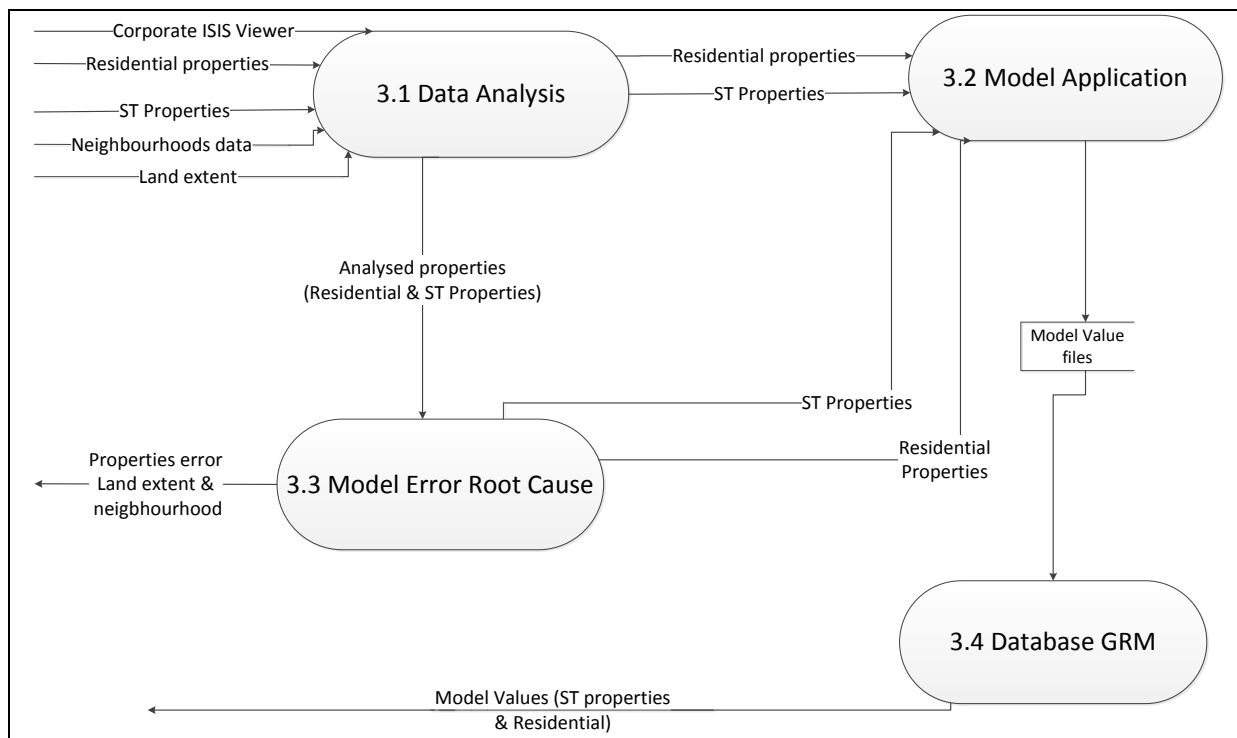 Corporate ISIS Viewer
Residential properties
ST Properties
Neighbourhoods data
Land extent
3.1 Data Analysis
Residential properties
ST Properties
3.2 Model Application
Analysed properties
(Residential & ST Properties)
Model Value
files
ST Properties
Residential
Properties
Properties error
Land extent &
neigbhourhood
3.3 Model Error Root Cause
3.4 Database GRM
Model Values (ST properties
& Residential)